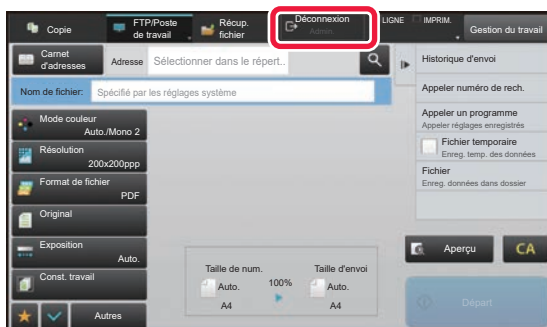 Copie
FTP/Poste
de travail
Récup.
fichier
Déconnexion
Admin.
LIGNE
IMPRIM.
Gestion du travail
Carnet
d'adresses
Adresse
Sélectionner dans le répert..
Historique d'envoi
Nom de fichier:
Spécifié par les réglages système
Appeler numéro de rech.
Mode couleur
Auto./Mono 2
Appeler un programme
Appeler réglages enregistrés
Résolution
200x200ppp
Fichier temporaire
Enreg. temp. des données
Format de fichier
PDF
Fichier
Enreg. données dans dossier
Original
Exposition
Auto.
Aperçu
CA
Const. travail
Taille de num.
Auto.
A4
100%
Taille d'envoi
Auto.
A4
Autres
Départ